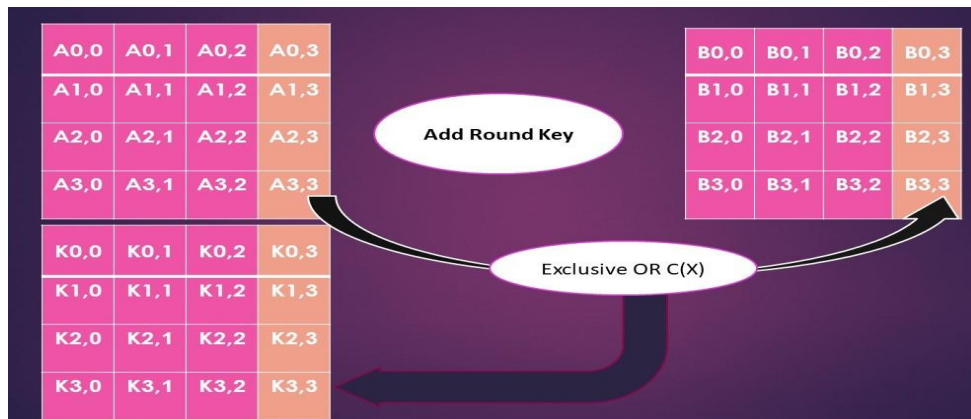 A0,0 A0,1 A0,2 A0,3
A1,0 A1,1 A1,2 A1,3
A2,0 A2,1 A2,2 A2,3
A3,0 A3,1 A3,2 A3,3
Add Round Key
B0,0 B0,1 B0,2 B0,3
B1,0 B1,1 B1,2 B1,3
B2,0 B2,1 B2,2 B2,3
B3,0 B3,1 B3,2 B3,3
K0,0 K0,1 K0,2 K0,3
K1,0 K1,1 K1,2 K1,3
K2,0 K2,1 K2,2 K2,3
K3,0 K3,1 K3,2 K3,3
Exclusive OR C(X)